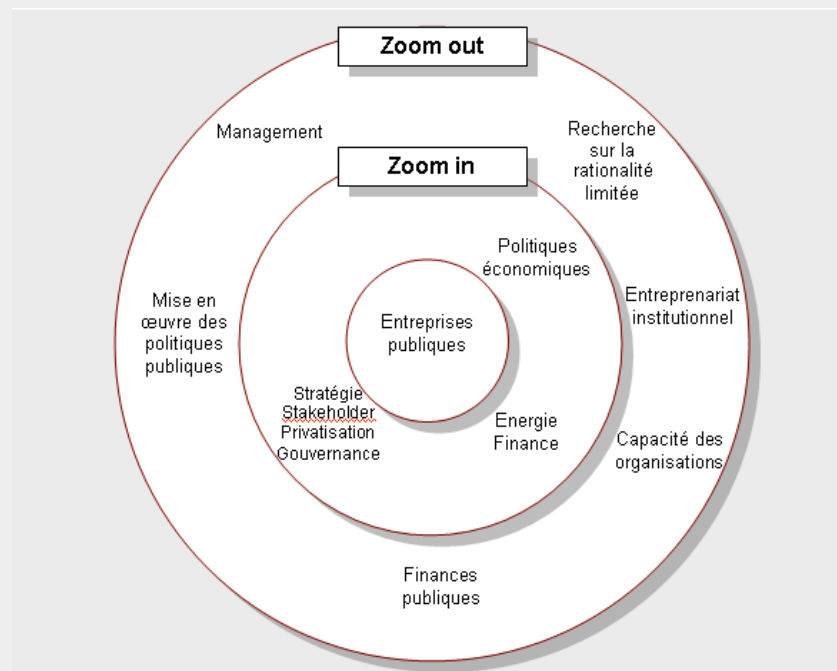 Zoom out
Management
Recherche
sur la
rationalité
limitée
Zoom in
Politiques
économiques
Mise en
œuvre des
politiques
publiques
Entreprises
publiques
Entreprenariat
institutionnel
Stratégie
Stakeholder
Privatisation
Gouvernance
Energie
Finance
Capacité des
organisations
Finances
publiques